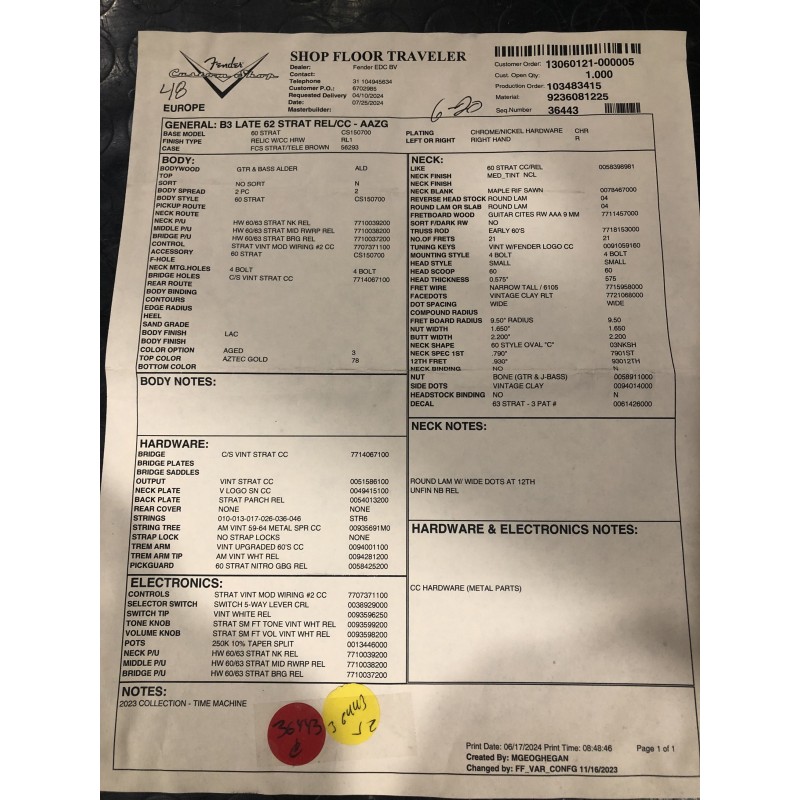 Fender
Custom Shop
48
EUROPE
SHOP FLOOR TRAVELER
Dealer: Fender EDC BV
Contact:
Telephone 31 104945634
Customer P.O.: 6702985
Requested Delivery 04/10/2024
Date: 07/25/2024
Masterbuilder:
6-20
Customer Order: 13060121-000005
Cust. Open Qty: 1.000
Production Order: 103483415
Material: 9236081225
Seq.Number 36443
GENERAL: B3 LATE 62 STRAT REL/CC - AAZG
BASE MODEL 60 STRAT CS150700 PLATING CHROME/NICKEL HARDWARE CHR
FINISH TYPE RELIC W/CC HRW RL1 LEFT OR RIGHT RIGHT HAND R
CASE FCS STRAT/TELE BROWN 56293
BODY:
BODYWOOD GTR & BASS ALDER ALD
TOP
SORT NO SORT N
BODY SPREAD 2 PC 2
BODY STYLE 60 STRAT CS150700
PICKUP ROUTE
NECK ROUTE
NECK P/U HW 60/63 STRAT NK REL 7710039200
MIDDLE P/U HW 60/63 STRAT MID RWRP REL 7710038200
BRIDGE P/U HW 60/63 STRAT BRG REL 7710037200
CONTROL STRAT VINT MOD WIRING #2 CC 7707371100
ACCESSORY 60 STRAT CS150700
F-HOLE
NECK MTG.HOLES 4 BOLT 4 BOLT
BRIDGE HOLES C/S VINT STRAT CC 7714067100
REAR ROUTE
BODY BINDING
CONTOURS
EDGE RADIUS
HEEL
SAND GRADE
BODY FINISH LAC
BODY FINISH
COLOR OPTION AGED 3
TOP COLOR AZTEC GOLD 78
BOTTOM COLOR
BODY NOTES:
HARDWARE:
BRIDGE C/S VINT STRAT CC 7714067100
BRIDGE PLATES
BRIDGE SADDLES
OUTPUT VINT STRAT CC 0051586100
NECK PLATE V LOGO SN CC 0049415100
BACK PLATE STRAT PARCH REL 0054013200
REAR COVER NONE NONE
STRINGS 010-013-017-026-036-046 STR6
STRING TREE AM VINT 59-64 METAL SPR CC 00935691M0
STRAP LOCK NO STRAP LOCKS NONE
TREM ARM VINT UPGRADED 60'S CC 0094001100
TREM ARM TIP AM VINT WHT REL 0094281200
PICKGUARD 60 STRAT NITRO GBG REL 0058425200
ELECTRONICS:
CONTROLS STRAT VINT MOD WIRING #2 CC 7707371100
SELECTOR SWITCH SWITCH 5-WAY LEVER CRL 0038929000
SWITCH TIP VINT WHITE REL 0093596250
TONE KNOB STRAT SM FT TONE VINT WHT REL 0093599200
VOLUME KNOB STRAT SM FT VOL VINT WHT REL 0093598200
POTS 250K 10% TAPER SPLIT 0013446000
NECK P/U HW 60/63 STRAT NK REL 7710039200
MIDDLE P/U HW 60/63 STRAT MID RWRP REL 7710038200
BRIDGE P/U HW 60/63 STRAT BRG REL 7710037200
NECK:
LIKE 60 STRAT CC/REL 0058398981
NECK FINISH MED_TINT NCL
NECK FINISH
NECK BLANK MAPLE RIF SAWN 0078467000
REVERSE HEAD STOCK ROUND LAM 04
ROUND LAM OR SLAB ROUND LAM 04
FRETBOARD WOOD GUITAR CITES RW AAA 9 MM 7711457000
SORT F/DARK RW NO
TRUSS ROD EARLY 60'S 7718153000
NO.OF FRETS 21 21
TUNING KEYS VINT W/FENDER LOGO CC 0091059160
MOUNTING STYLE 4 BOLT 4 BOLT
HEAD STYLE SMALL SMALL
HEAD SCOOP 60 60
HEAD THICKNESS 0.575" 575
FRET WIRE NARROW TALL / 6105 7715958000
FACEDOTS VINTAGE CLAY RLT 7721068000
DOT SPACING WIDE WIDE
COMPOUND RADIUS
FRET BOARD RADIUS 9.50" RADIUS 9.50
NUT WIDTH 1.650" 1.650
BUTT WIDTH 2.200" 2.200
NECK SHAPE 60 STYLE OVAL "C" 03NKSH
NECK SPEC 1ST .790" 7901ST
12TH FRET .930" 93012TH
NECK BINDING NO N
NUT BONE (GTR & J-BASS) 0058911000
SIDE DOTS VINTAGE CLAY 0094014000
HEADSTOCK BINDING NO N
DECAL 63 STRAT - 3 PAT # 0061426000
NECK NOTES:
ROUND LAM W/ WIDE DOTS AT 12TH
UNFIN NB REL
HARDWARE & ELECTRONICS NOTES:
CC HARDWARE (METAL PARTS)
NOTES:
2023 COLLECTION - TIME MACHINE
36443
36443
Print Date: 06/17/2024 Print Time: 08:48:46 Page 1 of 1
Created By: MGEOGHEGAN
Changed by: FF_VAR_CONFG 11/16/2023